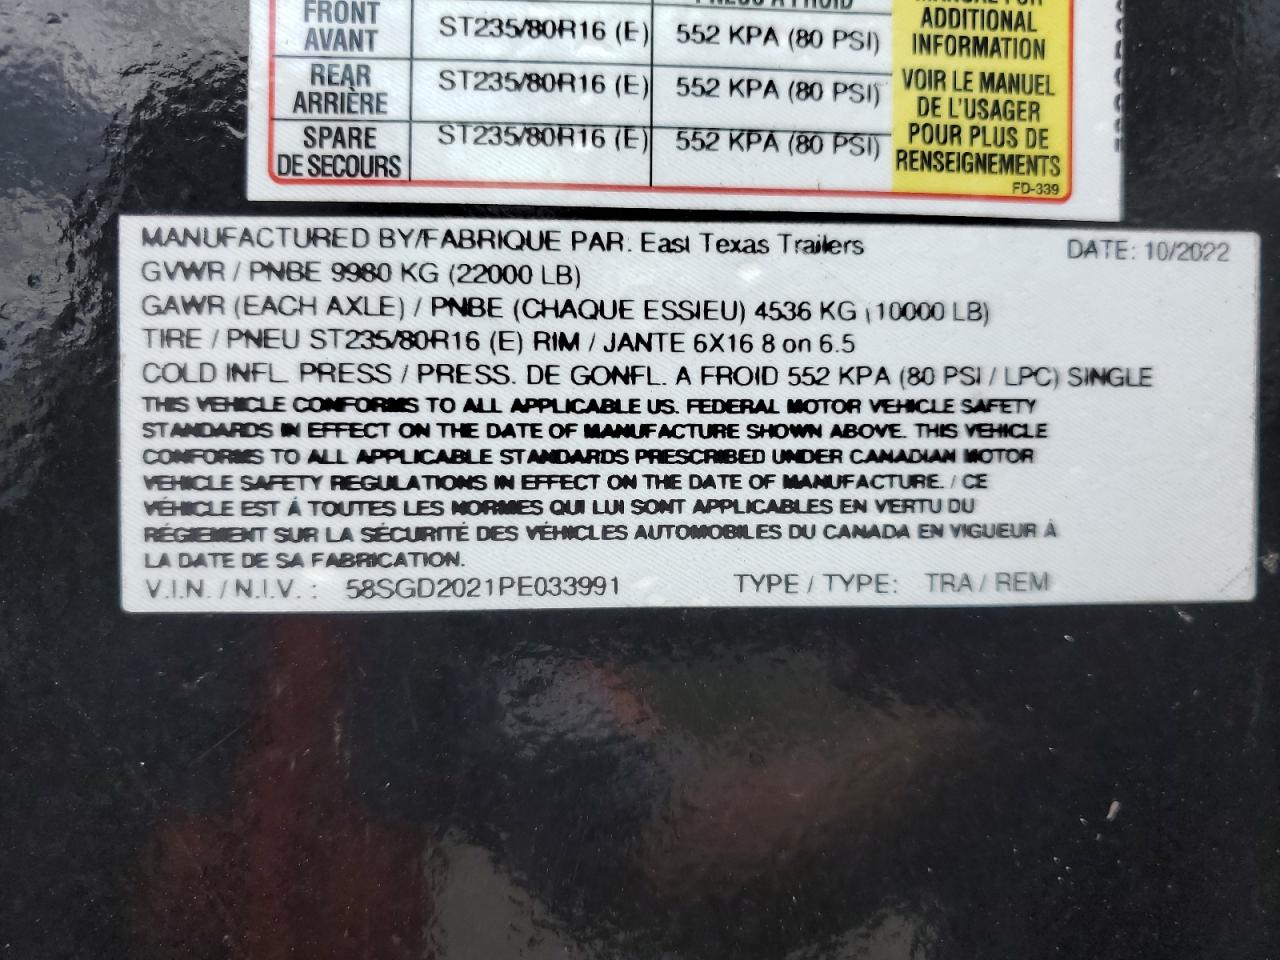 FRONT ST235/80R16 (E) 552 KPA (80 PSI) ADDITIONAL
AVANT INFORMATION
REAR ST235/80R16 (E) 552 KPA (80 PSI) VOIR LE MANUEL
ARRIÈRE DE L'USAGER
SPARE ST235/80R16 (E) 552 KPA (80 PSI) POUR PLUS DE
DE SECOURS RENSEIGNEMENTS
FD-339
MANUFACTURED BY/FABRIQUE PAR: East Texas Trailers DATE: 10/2022
GVWR / PNBE 9980 KG (22000 LB)
GAWR (EACH AXLE) / PNBE (CHAQUE ESSIEU) 4536 KG (10000 LB)
TIRE / PNEU ST235/80R16 (E) RIM / JANTE 6X16 8 on 6.5
COLD INFL. PRESS / PRESS. DE GONFL. A FROID 552 KPA (80 PSI / LPC) SINGLE
THIS VEHICLE CONFORMS TO ALL APPLICABLE US. FEDERAL MOTOR VEHICLE SAFETY
STANDARDS IN EFFECT ON THE DATE OF MANUFACTURE SHOWN ABOVE. THIS VEHICLE
CONFORMS TO ALL APPLICABLE STANDARDS PRESCRIBED UNDER CANADIAN MOTOR
VEHICLE SAFETY REGULATIONS IN EFFECT ON THE DATE OF MANUFACTURE. / CE
VÉHICLE EST À TOUTES LES NORMES QUI LUI SONT APPLICABLES EN VERTU DU
RÉGIEMENT SUR LA SÉCURITÉ DES VÉHICLES AUTOMOBILES DU CANADA EN VIGUEUR À
LA DATE DE SA FABRICATION.
V.I.N. / N.I.V. : 58SGD2021PE033991 TYPE / TYPE: TRA / REM